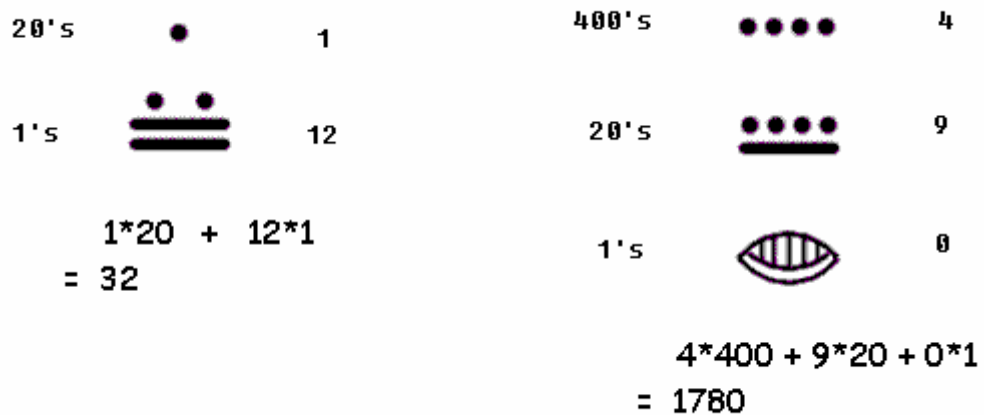 20's 1
1's 12
1*20 + 12*1
= 32
400's 4
20's 9
1's 0
4*400 + 9*20 + 0*1
= 1780